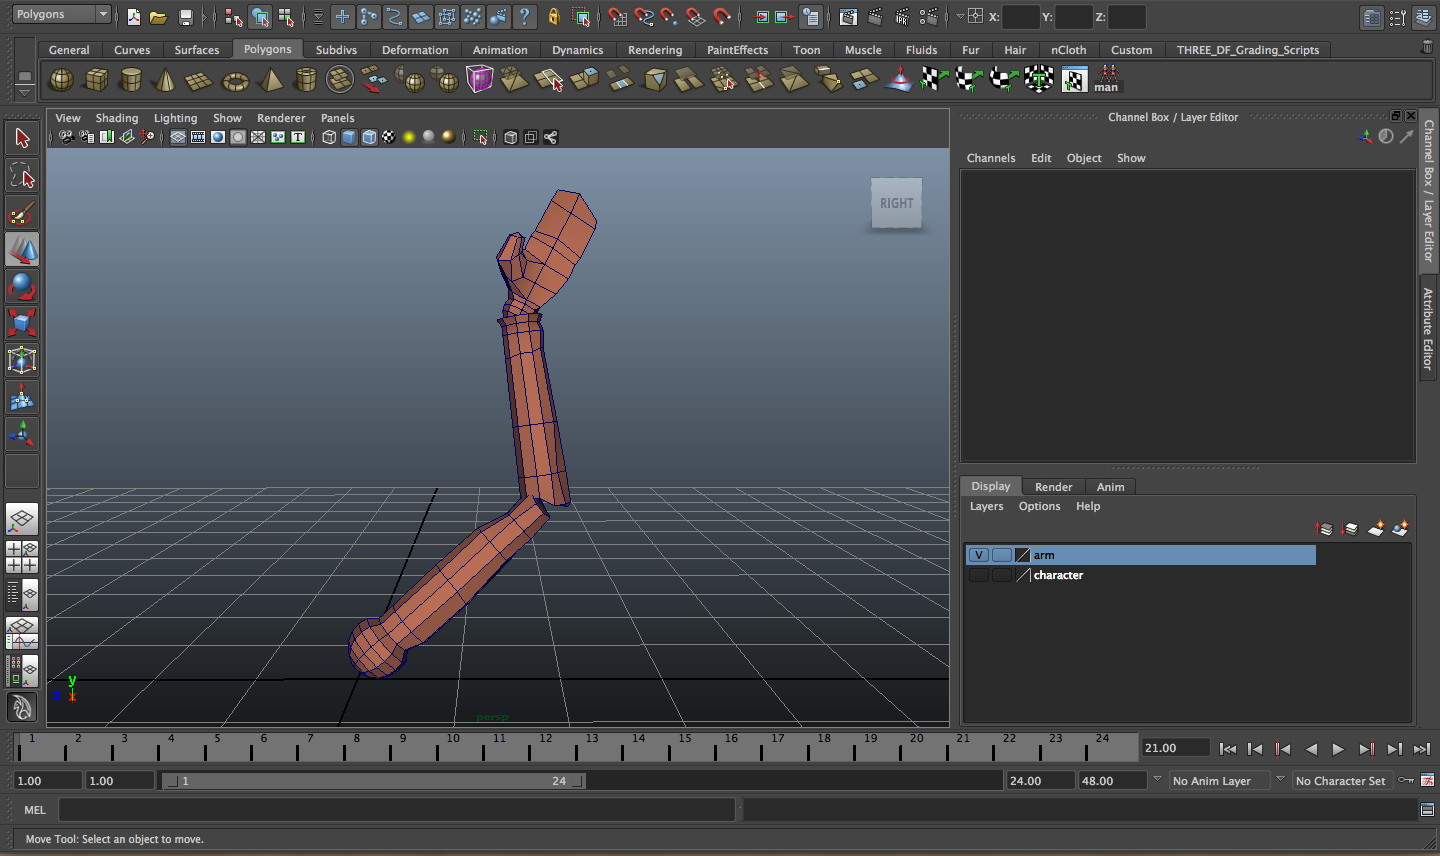 Polygons
X:
Y:
Z:
General Curves Surfaces Polygons Subdivs Deformation Animation Dynamics Rendering PaintEffects Toon Muscle Fluids Fur Hair nCloth Custom THREE_DF_Grading_Scripts
man
View Shading Lighting Show Renderer Panels
Channel Box / Layer Editor
Channels Edit Object Show
Channel Box / Layer Editor
Attribute Editor
RIGHT
Display Render Anim
Layers Options Help
V arm
character
y
z x
persp
1 2 3 4 5 6 7 8 9 10 11 12 13 14 15 16 17 18 19 20 21 22 23 24
21.00
1.00 1.00 1 24 24.00 48.00 No Anim Layer No Character Set
MEL
Move Tool: Select an object to move.